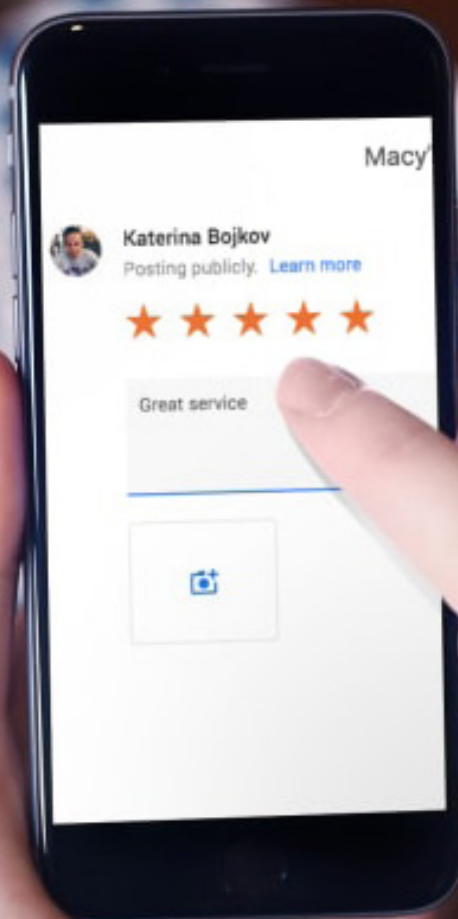 Macy'
Katerina Bojkov
Posting publicly. Learn more
Great service